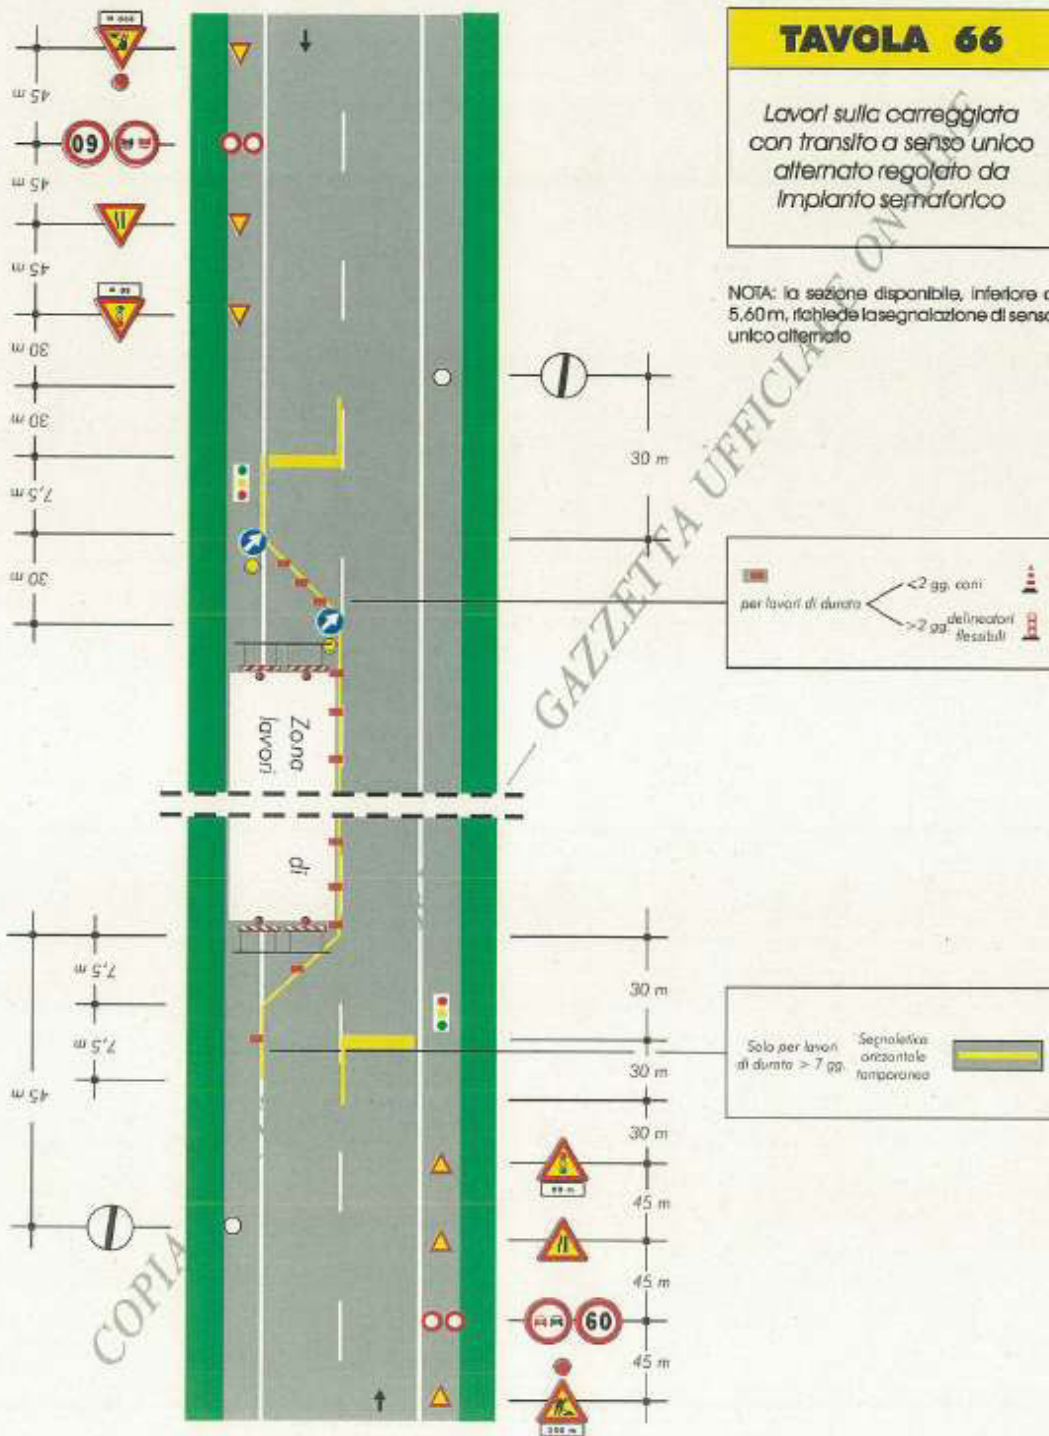 TAVOLA 66
Lavori sulla carreggiata
con transito a senso unico
alternato regolato da
impianto semaforico
NOTA: la sezione disponibile, inferiore a
5,60 m, richiede la segnalazione di senso
unico alternato
45 m
60
45 m
45 m
30 m
30 m
7,5 m
30 m
30 m
per lavori di durata
<2 gg. coni
>2 gg. delineatori
flessibili
Zona
lavori
di
7,5 m
7,5 m
45 m
30 m
30 m
30 m
45 m
45 m
60
45 m
Solo per lavori
di durata > 7 gg.
Segnaletica
orizzontale
temporanea
COPIA
GAZZETTA UFFICIALE ON-LINE